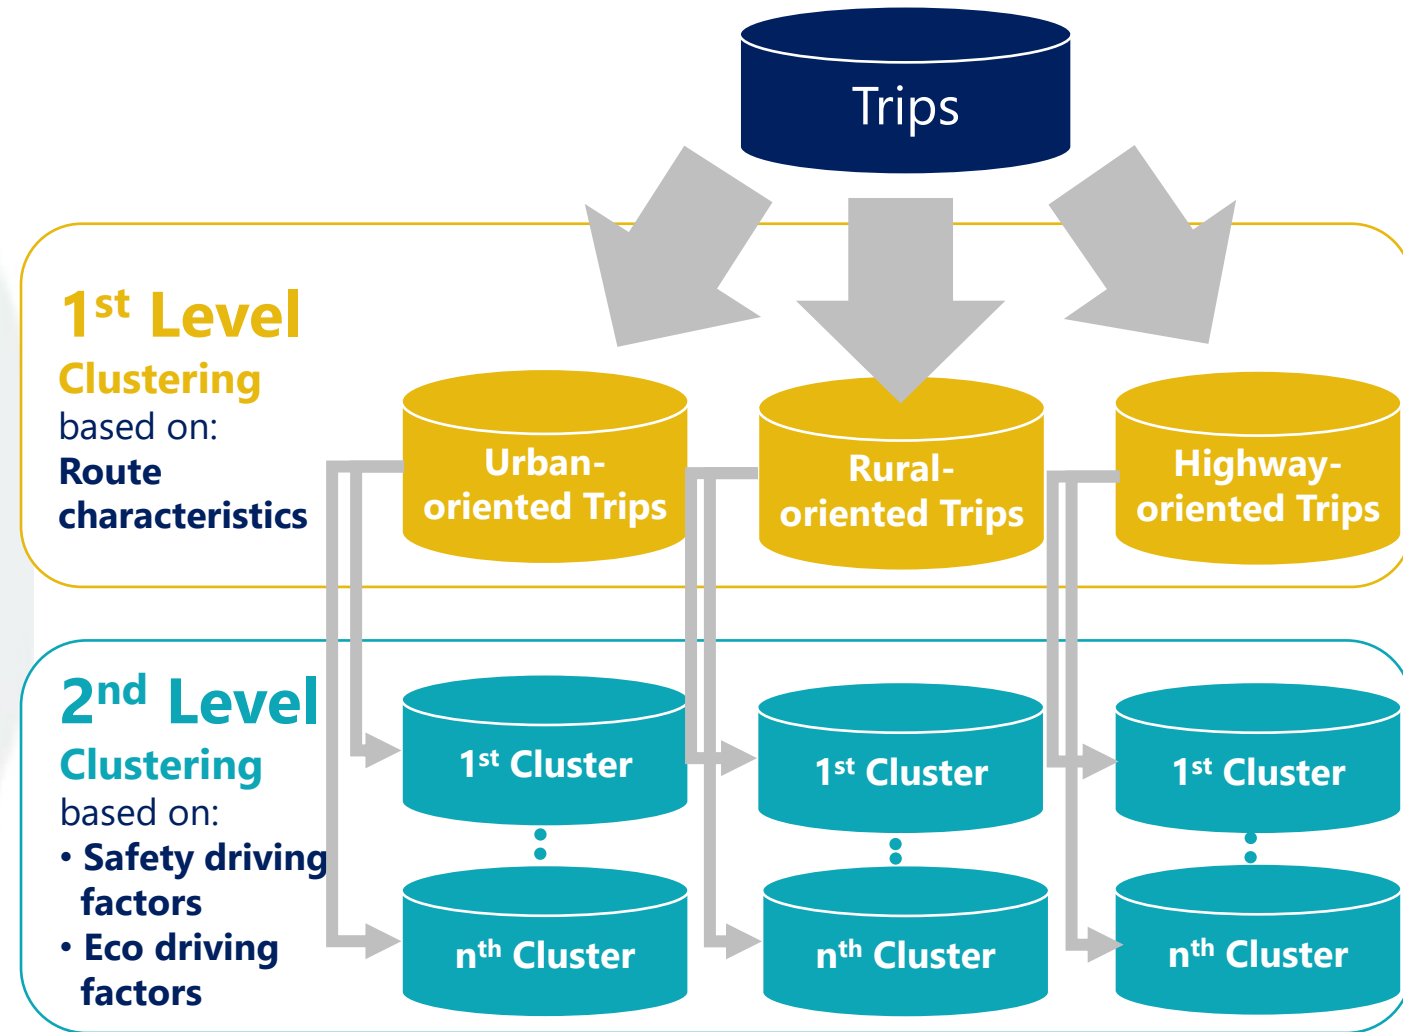 Trips
1st Level
Clustering
based on:
Route
characteristics
Urban-
oriented Trips
Rural-
oriented Trips
Highway-
oriented Trips
2nd Level
Clustering
based on:
• Safety driving
factors
• Eco driving
factors
1st Cluster
1st Cluster
1st Cluster
nth Cluster
nth Cluster
nth Cluster